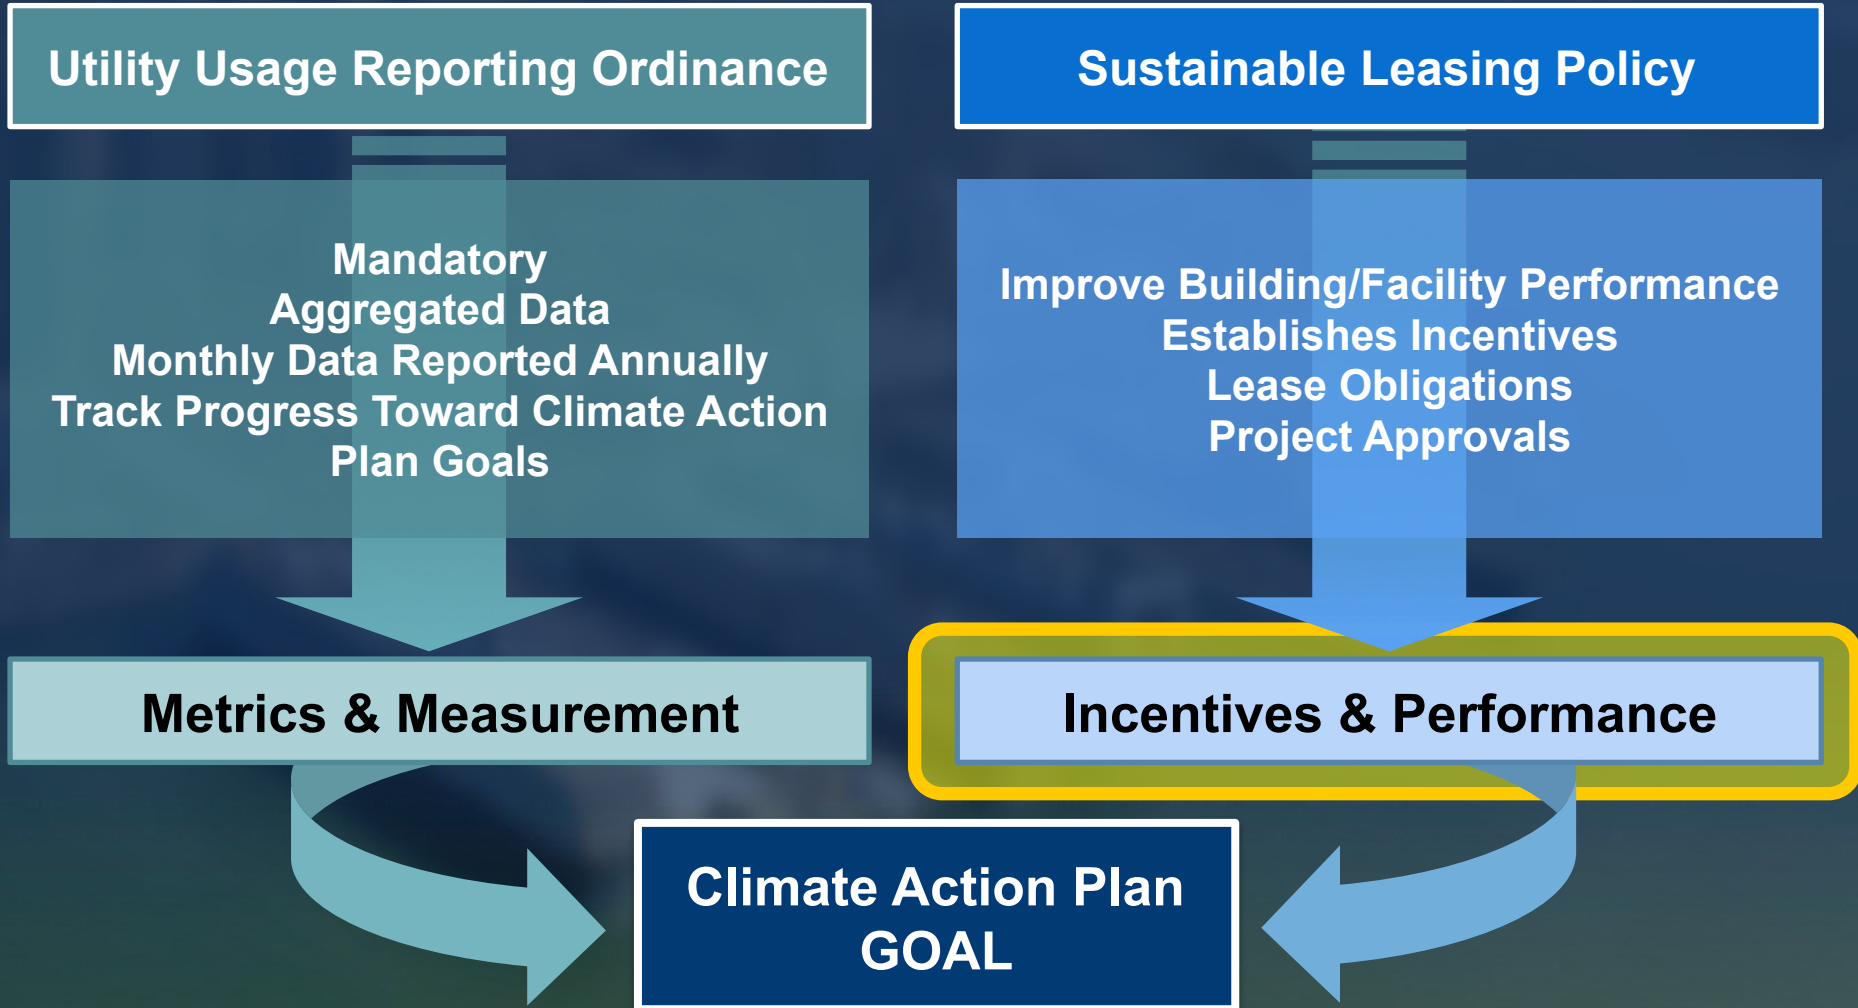 Utility Usage Reporting Ordinance
Mandatory
Aggregated Data
Monthly Data Reported Annually
Track Progress Toward Climate Action
Plan Goals
Metrics & Measurement
Sustainable Leasing Policy
Improve Building/Facility Performance
Establishes Incentives
Lease Obligations
Project Approvals
Incentives & Performance
Climate Action Plan
GOAL